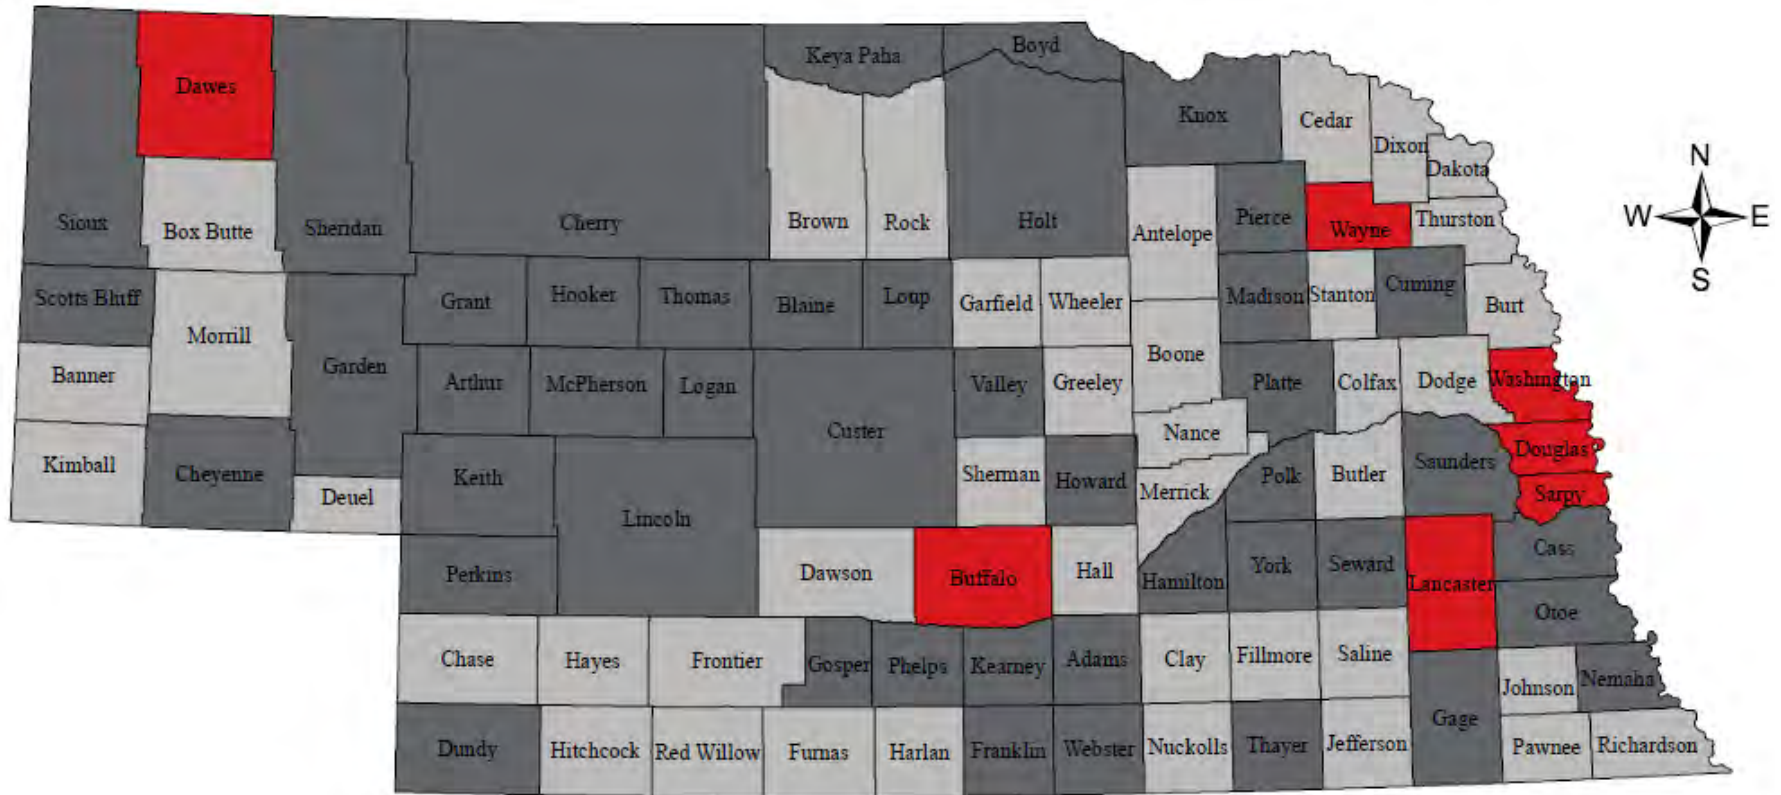 Keya Paha
Boyd
Dawes
Knox
Cedar
Dixon
Dakota
N
W
E
S
Sioux
Box Butte
Sheridan
Cherry
Brown
Rock
Holt
Antelope
Pierce
Wayne
Thurston
Scotts Bluff
Morrill
Grant
Hooker
Thomas
Blaine
Loup
Garfield
Wheeler
Madison
Stanton
Cuming
Burt
Banner
Garden
Arthur
McPherson
Logan
Custer
Valley
Greeley
Boone
Platte
Colfax
Dodge
Washington
Kimball
Cheyenne
Deuel
Keith
Lincoln
Sherman
Howard
Nance
Merrick
Polk
Butler
Saunders
Douglas
Sarpy
Perkins
Dawson
Buffalo
Hall
Hamilton
York
Seward
Lancaster
Cass
Otoe
Chase
Hayes
Frontier
Gosper
Phelps
Kearney
Adams
Clay
Fillmore
Saline
Johnson
Nemaha
Dundy
Hitchcock
Red Willow
Furnas
Harlan
Franklin
Webster
Nuckolls
Thayer
Jefferson
Gage
Pawnee
Richardson